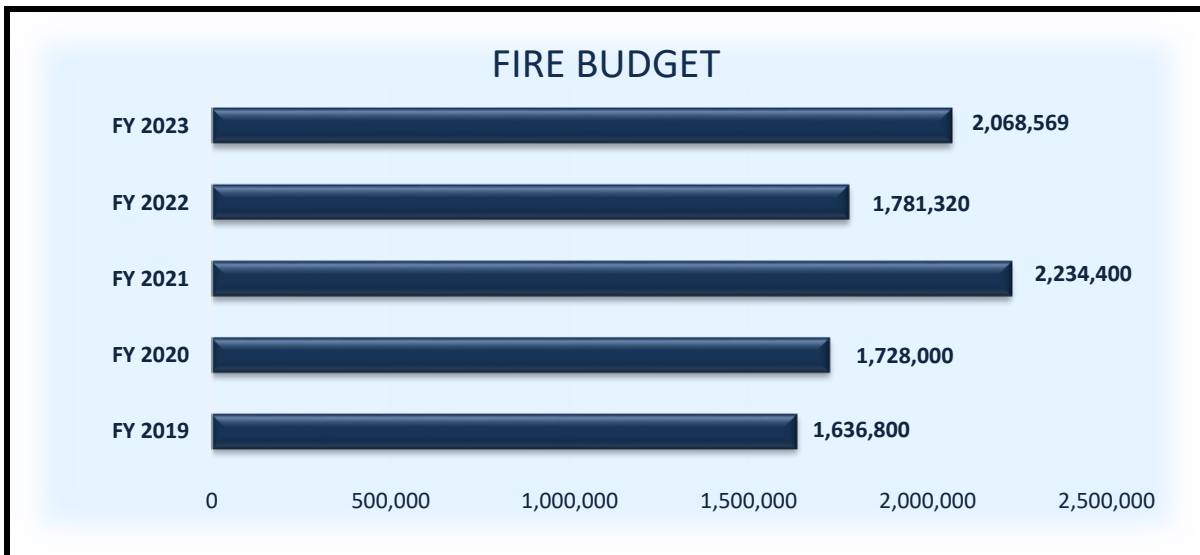 FIRE BUDGET
FY 2023 2,068,569
FY 2022 1,781,320
FY 2021 2,234,400
FY 2020 1,728,000
FY 2019 1,636,800
0 500,000 1,000,000 1,500,000 2,000,000 2,500,000